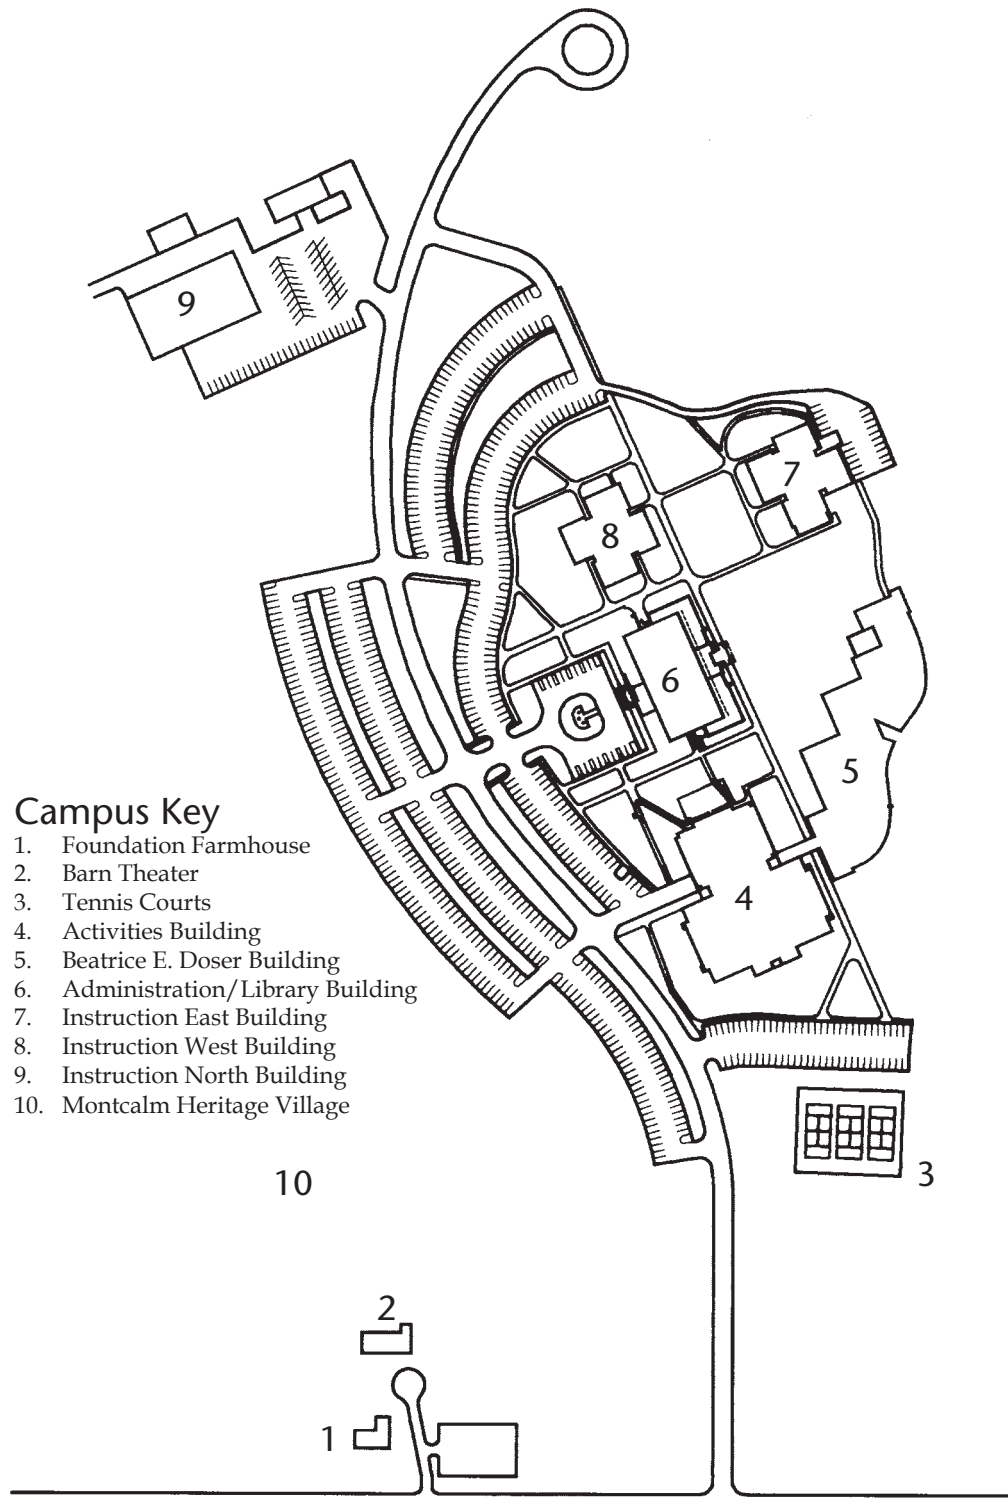 9
7
8
6
5
Campus Key
1. Foundation Farmhouse
2. Barn Theater
3. Tennis Courts
4. Activities Building
5. Beatrice E. Doser Building
6. Administration/Library Building
7. Instruction East Building
8. Instruction West Building
9. Instruction North Building
10. Montcalm Heritage Village
4
10
3
2
1